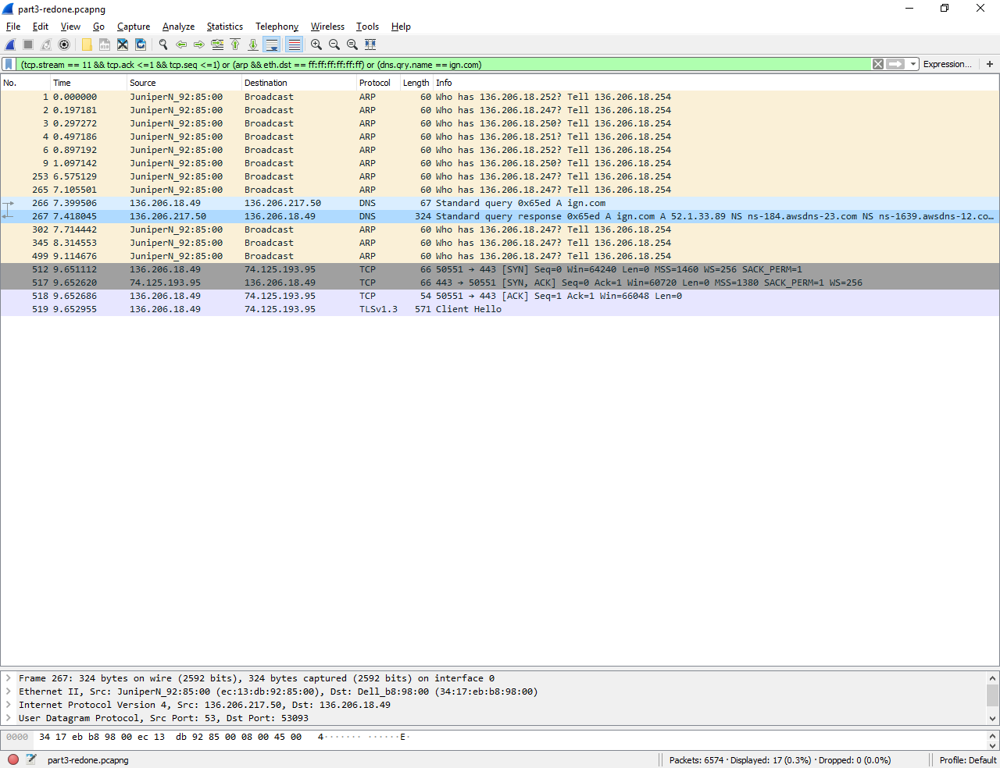 part3-redone.pcapng
File Edit View Go Capture Analyze Statistics Telephony Wireless Tools Help
(tcp.stream == 11 && tcp.ack <=1 && tcp.seq <=1) or (arp && eth.dst == ff:ff:ff:ff:ff:ff) or (dns.qry.name == ign.com) Expression... +
No. Time Source Destination Protocol Length Info
1 0.000000 JuniperN_92:85:00 Broadcast ARP 60 Who has 136.206.18.252? Tell 136.206.18.254
2 0.197181 JuniperN_92:85:00 Broadcast ARP 60 Who has 136.206.18.247? Tell 136.206.18.254
3 0.297272 JuniperN_92:85:00 Broadcast ARP 60 Who has 136.206.18.250? Tell 136.206.18.254
4 0.497186 JuniperN_92:85:00 Broadcast ARP 60 Who has 136.206.18.251? Tell 136.206.18.254
6 0.897192 JuniperN_92:85:00 Broadcast ARP 60 Who has 136.206.18.252? Tell 136.206.18.254
9 1.097142 JuniperN_92:85:00 Broadcast ARP 60 Who has 136.206.18.250? Tell 136.206.18.254
253 6.575129 JuniperN_92:85:00 Broadcast ARP 60 Who has 136.206.18.247? Tell 136.206.18.254
265 7.105501 JuniperN_92:85:00 Broadcast ARP 60 Who has 136.206.18.247? Tell 136.206.18.254
266 7.399506 136.206.18.49 136.206.217.50 DNS 67 Standard query 0x65ed A ign.com
267 7.418045 136.206.217.50 136.206.18.49 DNS 324 Standard query response 0x65ed A ign.com A 52.1.33.89 NS ns-184.awsdns-23.com NS ns-1639.awsdns-12.co...
302 7.714442 JuniperN_92:85:00 Broadcast ARP 60 Who has 136.206.18.247? Tell 136.206.18.254
345 8.314553 JuniperN_92:85:00 Broadcast ARP 60 Who has 136.206.18.247? Tell 136.206.18.254
499 9.114676 JuniperN_92:85:00 Broadcast ARP 60 Who has 136.206.18.247? Tell 136.206.18.254
512 9.651112 136.206.18.49 74.125.193.95 TCP 66 50551 → 443 [SYN] Seq=0 Win=64240 Len=0 MSS=1460 WS=256 SACK_PERM=1
517 9.652620 74.125.193.95 136.206.18.49 TCP 66 443 → 50551 [SYN, ACK] Seq=0 Ack=1 Win=60720 Len=0 MSS=1380 SACK_PERM=1 WS=256
518 9.652686 136.206.18.49 74.125.193.95 TCP 54 50551 → 443 [ACK] Seq=1 Ack=1 Win=66048 Len=0
519 9.652955 136.206.18.49 74.125.193.95 TLSv1.3 571 Client Hello
Frame 267: 324 bytes on wire (2592 bits), 324 bytes captured (2592 bits) on interface 0
Ethernet II, Src: JuniperN_92:85:00 (ec:13:db:92:85:00), Dst: Dell_b8:98:00 (34:17:eb:b8:98:00)
Internet Protocol Version 4, Src: 136.206.217.50, Dst: 136.206.18.49
User Datagram Protocol, Src Port: 53, Dst Port: 53093
0000 34 17 eb b8 98 00 ec 13 db 92 85 00 08 00 45 00 4······· ······E·
part3-redone.pcapng Packets: 6574 · Displayed: 17 (0.3%) · Dropped: 0 (0.0%) Profile: Default